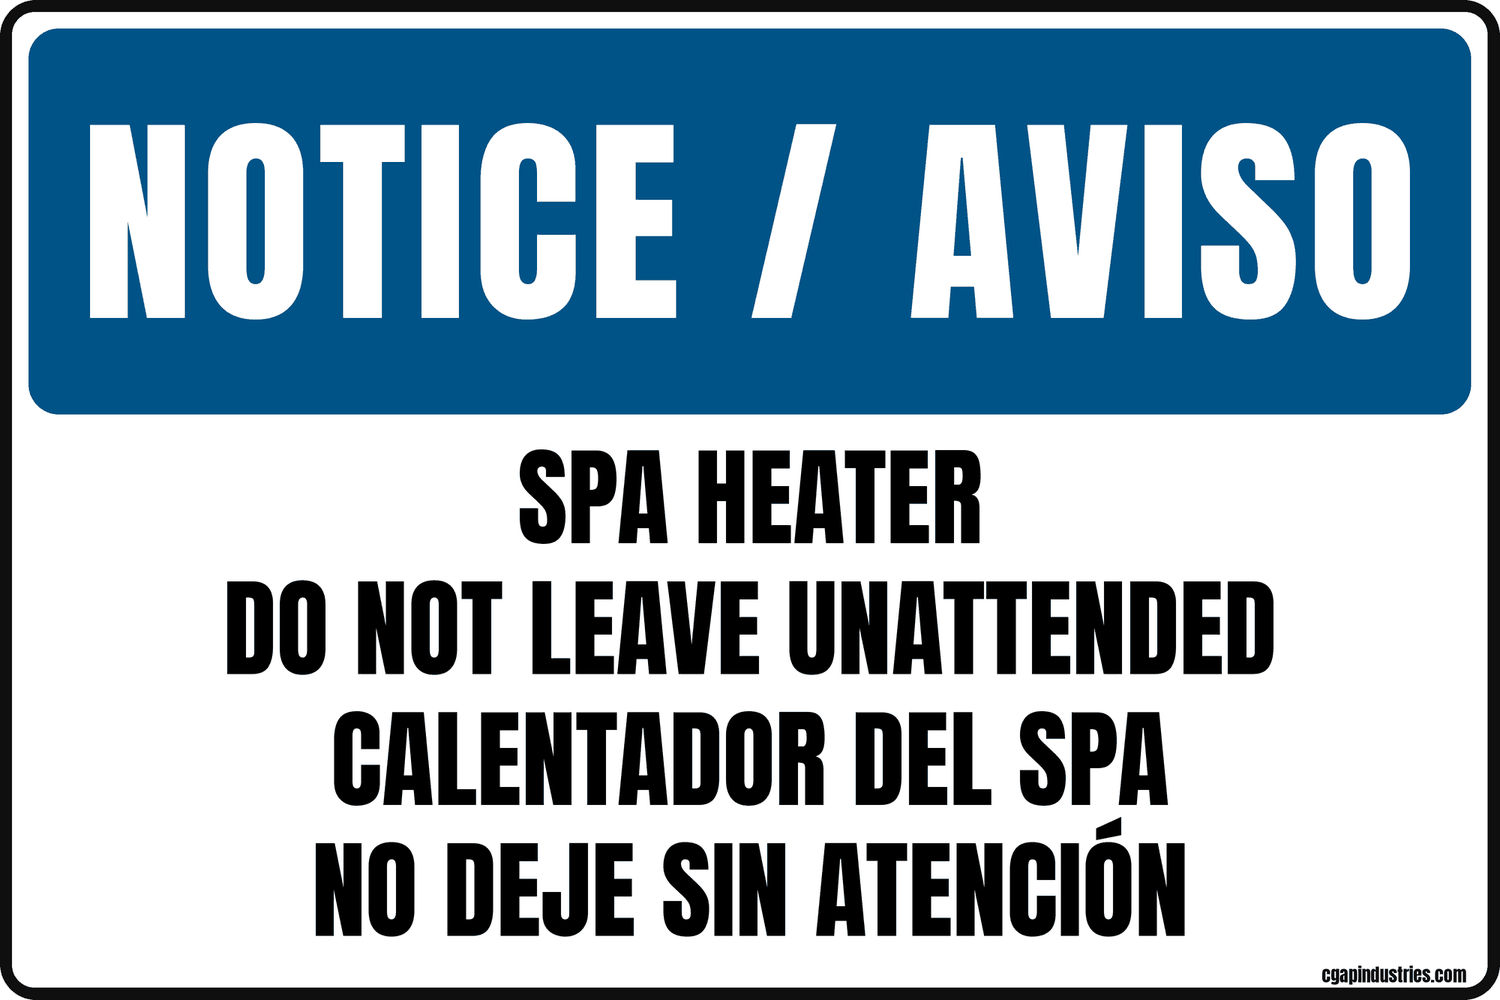 NOTICE / AVISO
SPA HEATER
DO NOT LEAVE UNATTENDED
CALENTADOR DEL SPA
NO DEJE SIN ATENCIÓN
cgapindustries.com